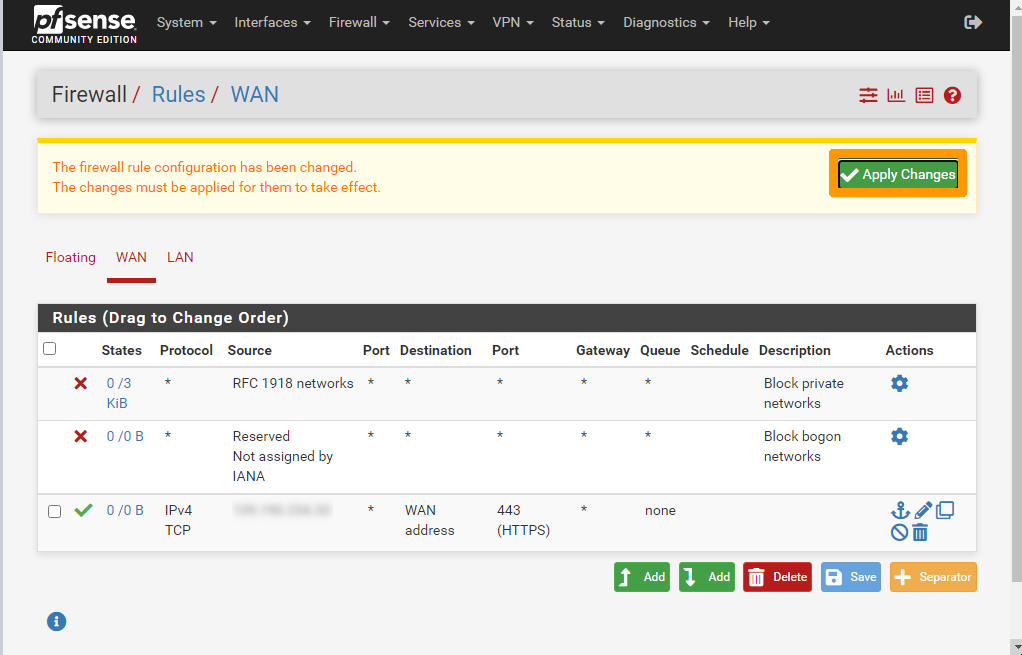 pfsense
COMMUNITY EDITION
System Interfaces Firewall Services VPN Status Diagnostics Help
Firewall / Rules / WAN
The firewall rule configuration has been changed.
The changes must be applied for them to take effect.
Apply Changes
Floating WAN LAN
Rules (Drag to Change Order)
States Protocol Source Port Destination Port Gateway Queue Schedule Description Actions
0 /3 KiB * RFC 1918 networks * * * * * Block private networks
0 /0 B * Reserved
Not assigned by
IANA * * * * * Block bogon networks
0 /0 B IPv4 TCP * WAN address 443 (HTTPS) * none
Add Add Delete Save Separator